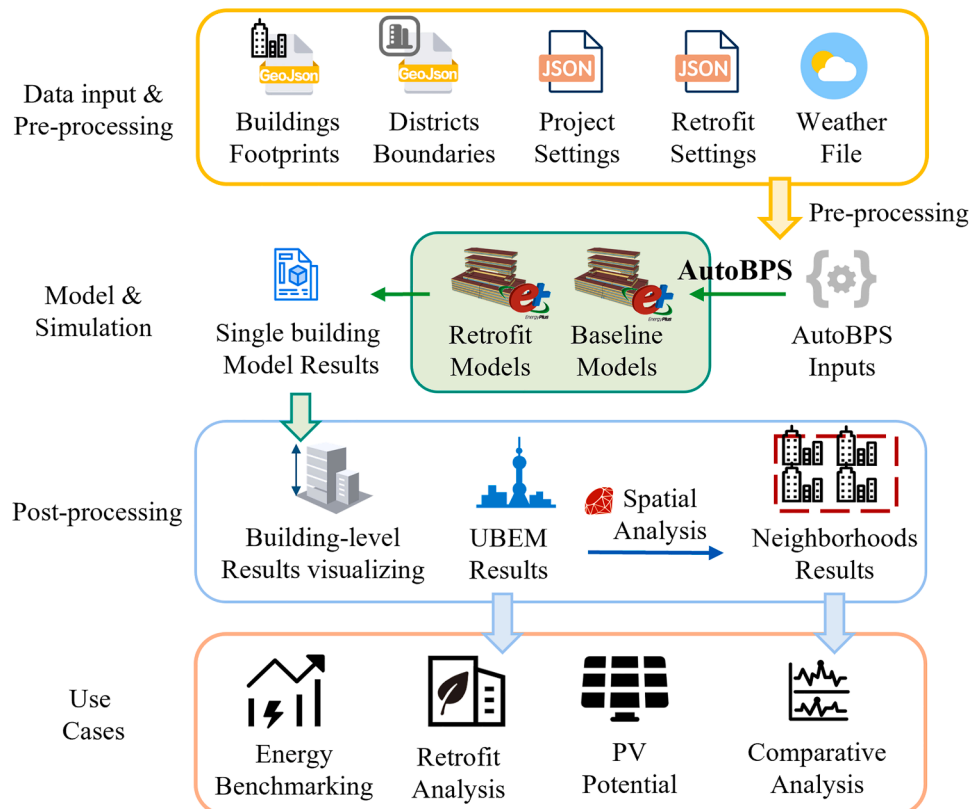 GeoJson
GeoJson
JSON
JSON
Data input &
Pre-processing
Buildings
Footprints
Districts
Boundaries
Project
Settings
Retrofit
Settings
Weather
File
Pre-processing
Model &
Simulation
Single building
Model Results
EnergyPlus
Retrofit
Models
EnergyPlus
Baseline
Models
AutoBPS
AutoBPS
Inputs
Post-processing
Building-level
Results visualizing
UBEM
Results
Spatial
Analysis
Neighborhoods
Results
Use
Cases
Energy
Benchmarking
Retrofit
Analysis
PV
Potential
Comparative
Analysis